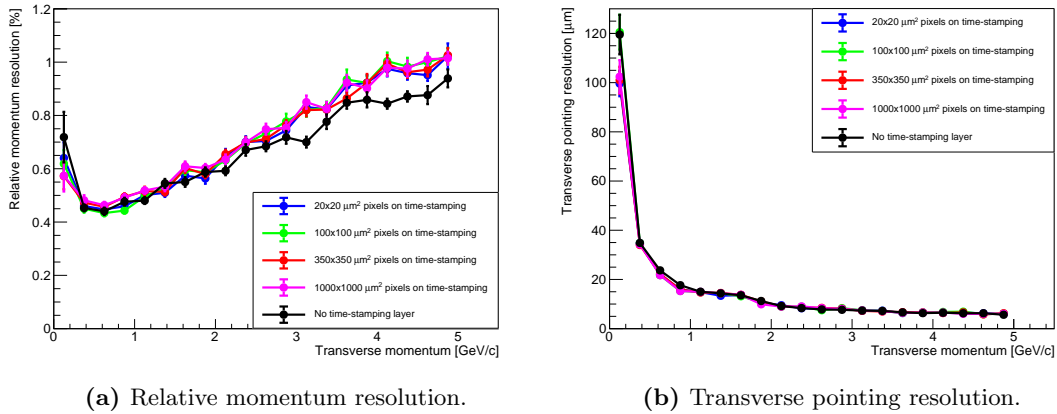 Relative momentum resolution [%]
1.2
1
0.8
0.6
0.4
0.2
0
20x20 μm² pixels on time-stamping
100x100 μm² pixels on time-stamping
350x350 μm² pixels on time-stamping
1000x1000 μm² pixels on time-stamping
No time-stamping layer
0 1 2 3 4 5
Transverse momentum [GeV/c]
(a) Relative momentum resolution.
Transverse pointing resolution [μm]
120
100
80
60
40
20
0
20x20 μm² pixels on time-stamping
100x100 μm² pixels on time-stamping
350x350 μm² pixels on time-stamping
1000x1000 μm² pixels on time-stamping
No time-stamping layer
0 1 2 3 4 5
Transverse momentum [GeV/c]
(b) Transverse pointing resolution.